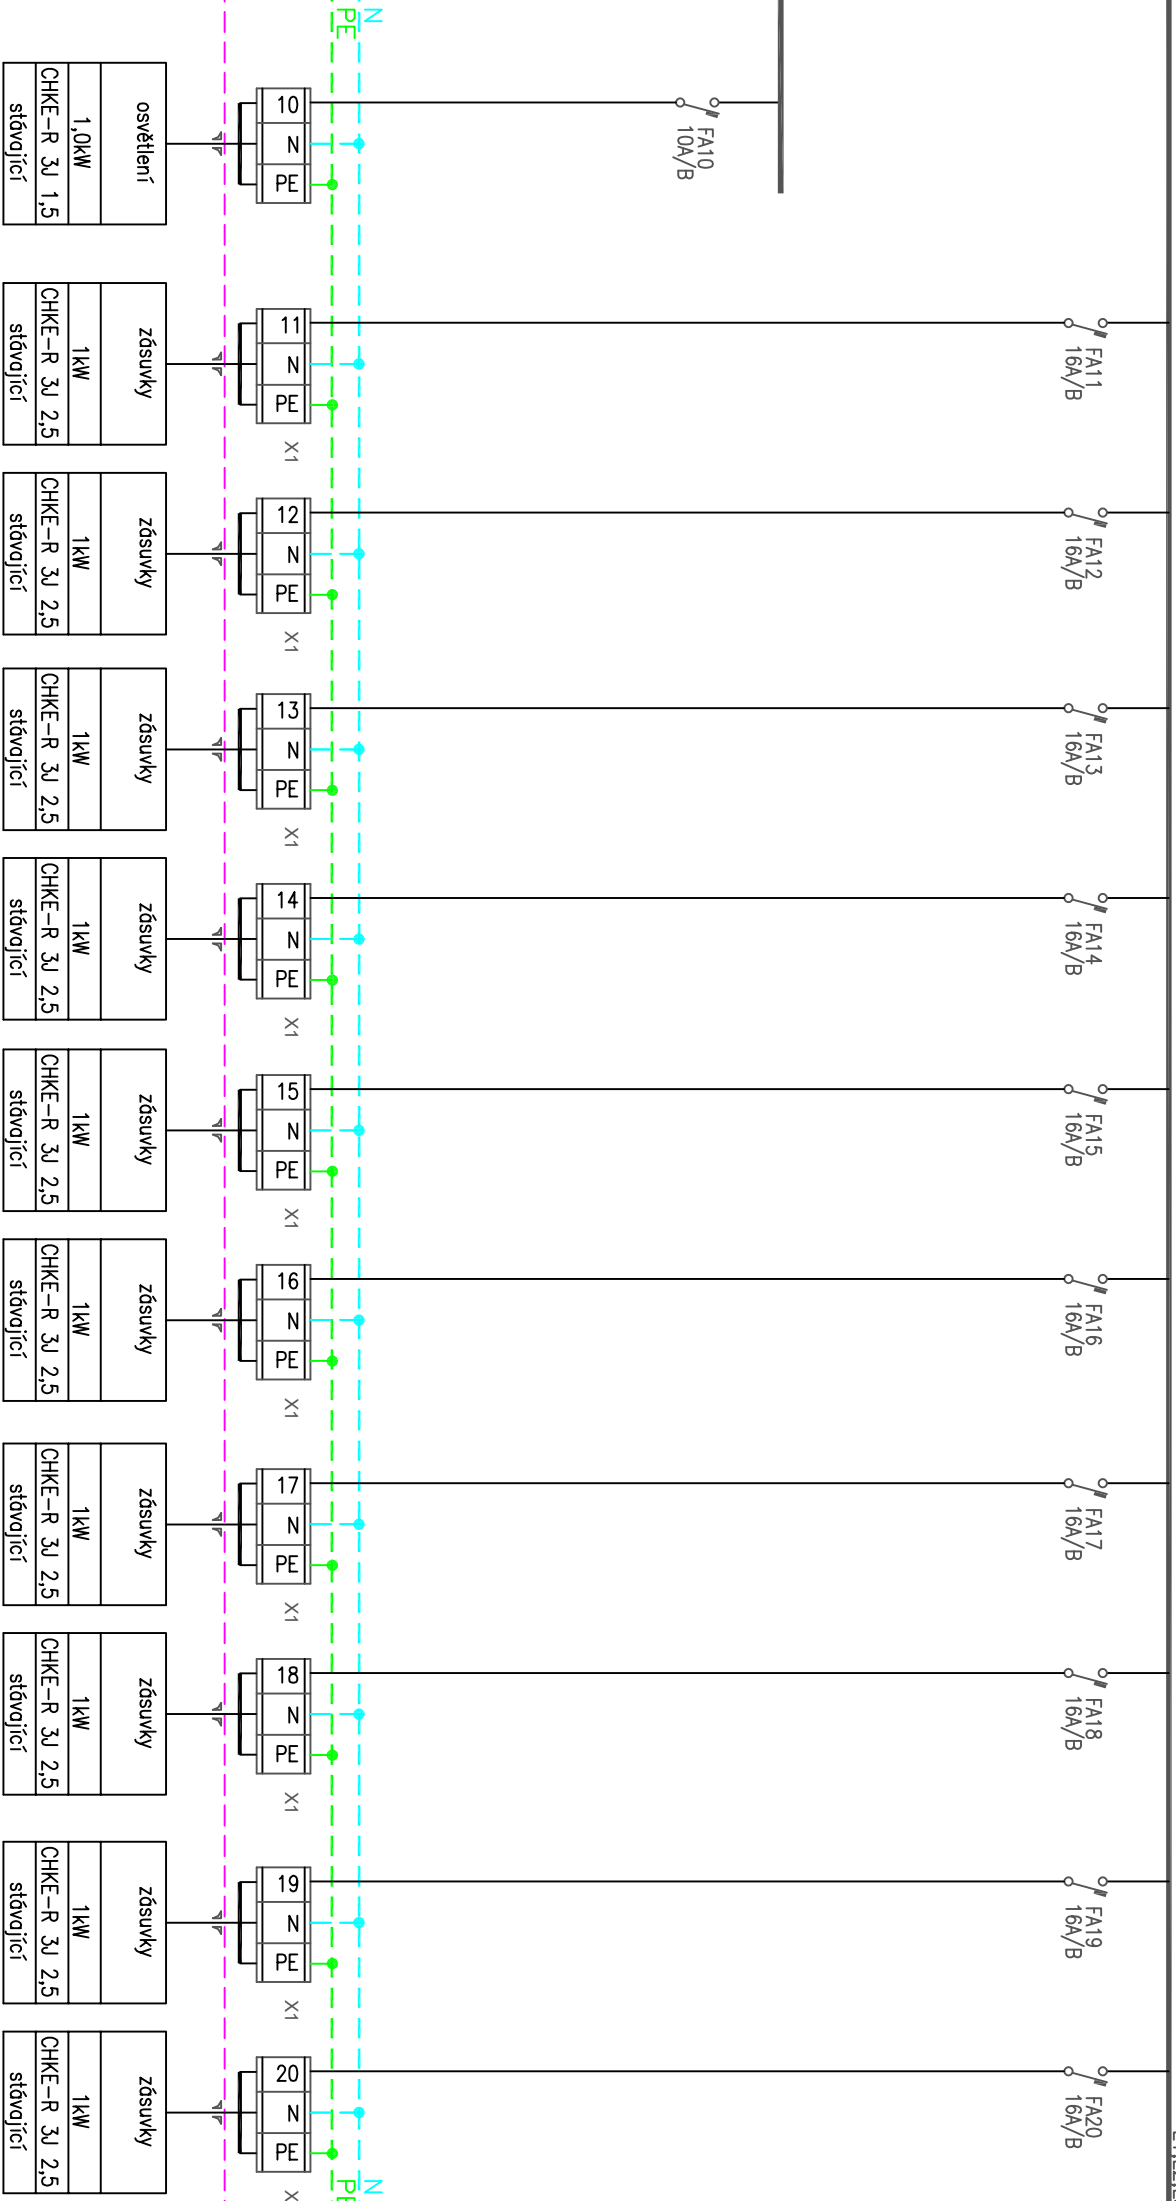 N
PE
FA10
10A/B
10
N
PE
osvětlení
1,0kW
CHKE-R 3J 1,5
stávající
FA11
16A/B
11
N
PE
X1
zásuvky
1kW
CHKE-R 3J 2,5
stávající
FA12
16A/B
12
N
PE
X1
zásuvky
1kW
CHKE-R 3J 2,5
stávající
FA13
16A/B
13
N
PE
X1
zásuvky
1kW
CHKE-R 3J 2,5
stávající
FA14
16A/B
14
N
PE
X1
zásuvky
1kW
CHKE-R 3J 2,5
stávající
FA15
16A/B
15
N
PE
X1
zásuvky
1kW
CHKE-R 3J 2,5
stávající
FA16
16A/B
16
N
PE
X1
zásuvky
1kW
CHKE-R 3J 2,5
stávající
FA17
16A/B
17
N
PE
X1
zásuvky
1kW
CHKE-R 3J 2,5
stávající
FA18
16A/B
18
N
PE
X1
zásuvky
1kW
CHKE-R 3J 2,5
stávající
FA19
16A/B
19
N
PE
X1
zásuvky
1kW
CHKE-R 3J 2,5
stávající
FA20
16A/B
20
N
PE
X
zásuvky
1kW
CHKE-R 3J 2,5
stávající
N
PE